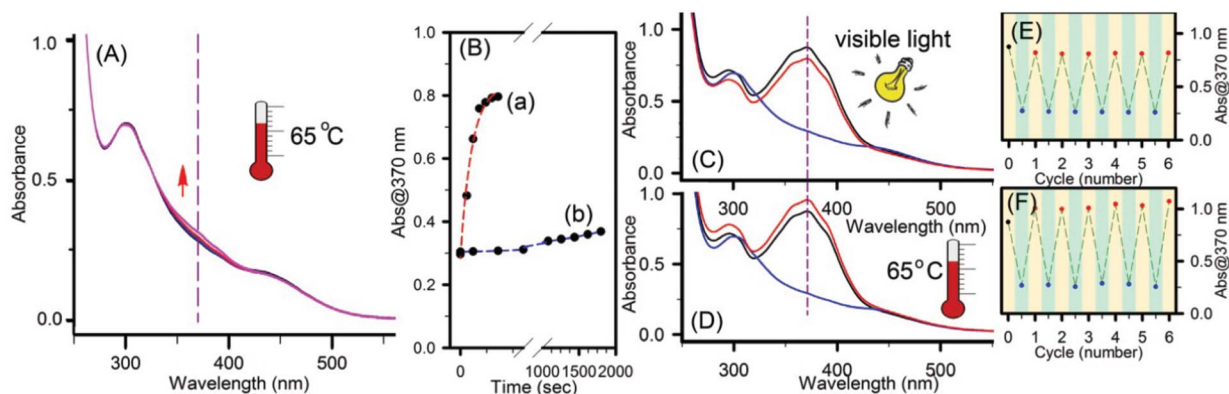 (A)
65 °C
Absorbance
1.0
0.5
0.0
300
400
500
Wavelength (nm)
(B)
(a)
(b)
Abs@370 nm
1.0
0.8
0.6
0.4
0.2
0.0
0
1000
2000
Time (sec)
visible light
(C)
Absorbance
1.0
0.5
0.0
300
400
500
Wavelength (nm)
(D)
65°C
Absorbance
1.0
0.5
0.0
300
400
500
(E)
Abs@370 nm
1.0
0.5
0.0
0 1 2 3 4 5 6
Cycle (number)
(F)
Abs@370 nm
1.0
0.5
0.0
0 1 2 3 4 5 6
Cycle (number)
Wavelength (nm)